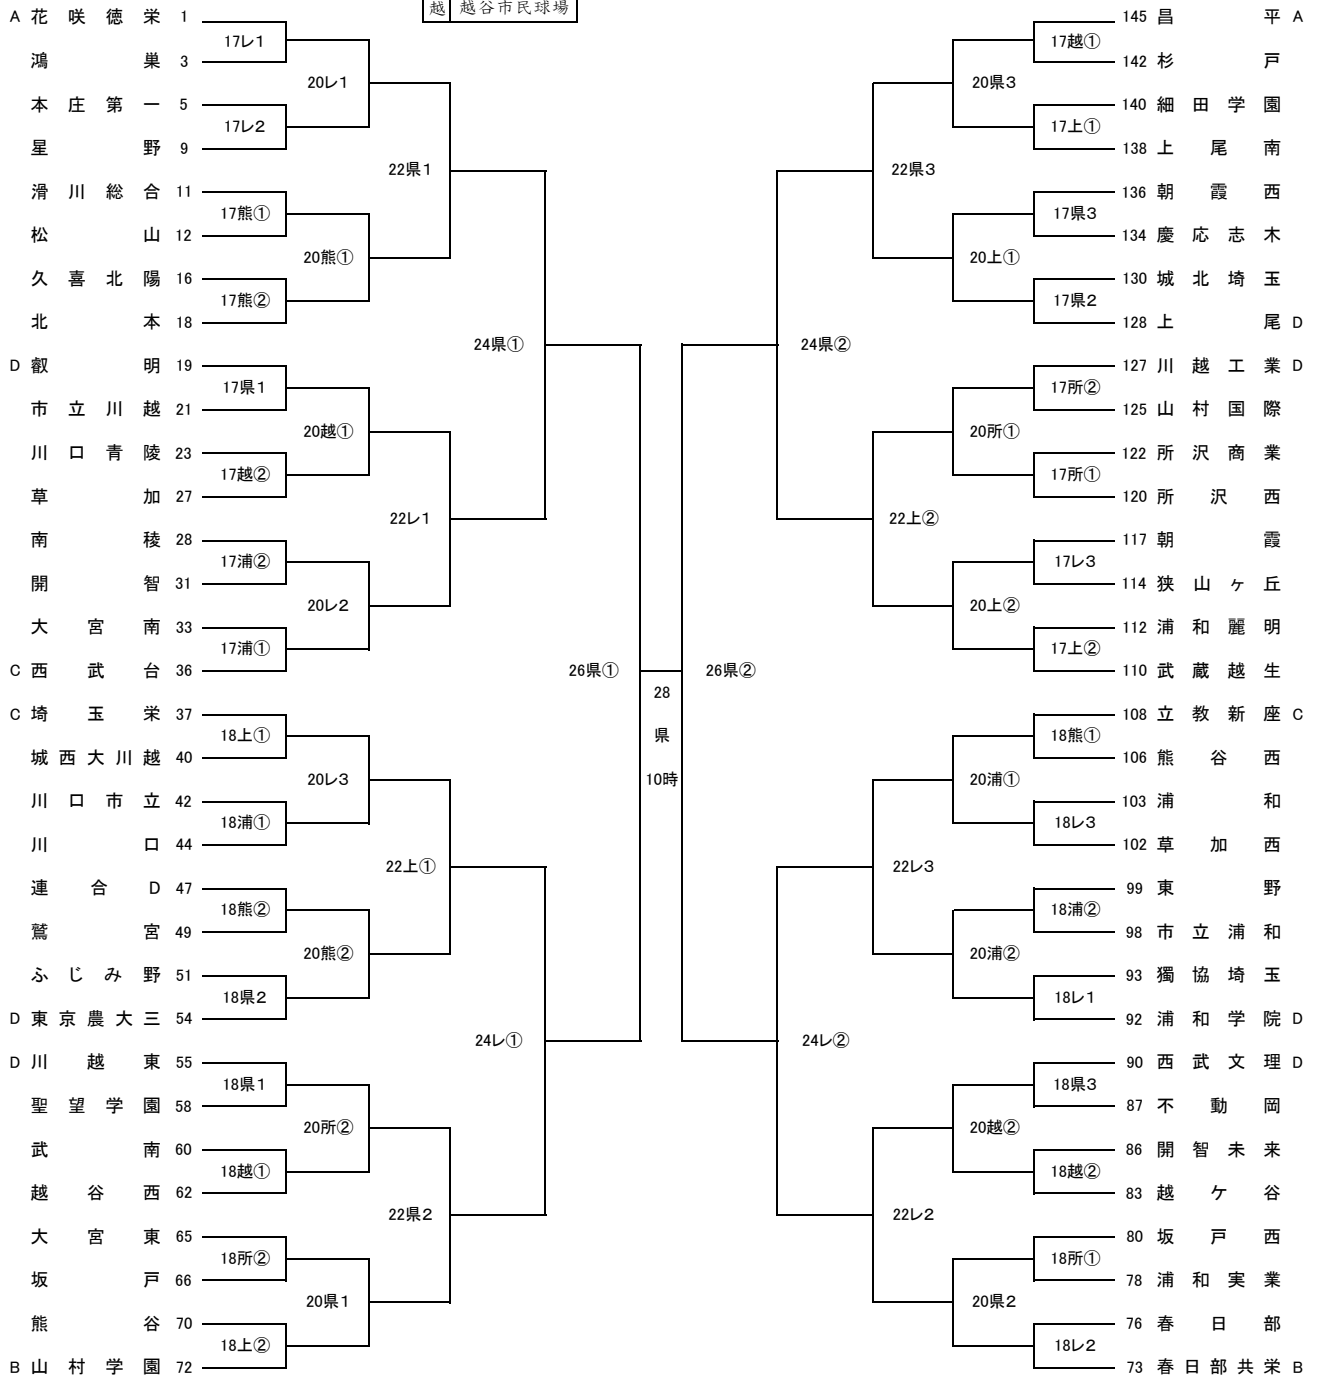 越 越谷市民球場
A 花咲徳栄 1
17レ1
鴻巣 3
20レ1
本庄第一 5
17レ2
星野 9
22県1
滑川総合 11
17熊①
松山 12
20熊①
久喜北陽 16
17熊②
北本 18
24県①
D 叡明 19
17県1
市立川越 21
20越①
川口青陵 23
17越②
草加 27
22レ1
南稜 28
17浦②
開智 31
20レ2
大宮南 33
17浦①
C 西武台 36
26県①
C 埼玉栄 37
18上①
城西大川越 40
20レ3
川口市立 42
18浦①
川口 44
22上①
連合D 47
18熊②
鷲宮 49
20熊②
ふじみ野 51
18県2
D 東京農大三 54
24レ①
D 川越東 55
18県1
聖望学園 58
20所②
武南 60
18越①
越谷西 62
22県2
大宮東 65
18所②
坂戸 66
20県1
熊谷 70
18上②
B 山村学園 72
28
県
10時
145 昌平 A
17越①
142 杉戸
20県3
140 細田学園
17上①
138 上尾南
22県3
136 朝霞西
17県3
134 慶応志木
20上①
130 城北埼玉
17県2
128 上尾 D
24県②
127 川越工業 D
17所②
125 山村国際
20所①
122 所沢商業
17所①
120 所沢西
22上②
117 朝霞
17レ3
114 狭山ヶ丘
20上②
112 浦和麗明
17上②
110 武蔵越生
26県②
108 立教新座 C
18熊①
106 熊谷西
20浦①
103 浦和
18レ3
102 草加西
22レ3
99 東野
18浦②
98 市立浦和
20浦②
93 獨協埼玉
18レ1
92 浦和学院 D
24レ②
90 西武文理 D
18県3
87 不動岡
20越②
86 開智未来
18越②
83 越ケ谷
22レ2
80 坂戸西
18所①
78 浦和実業
20県2
76 春日部
18レ2
73 春日部共栄 B